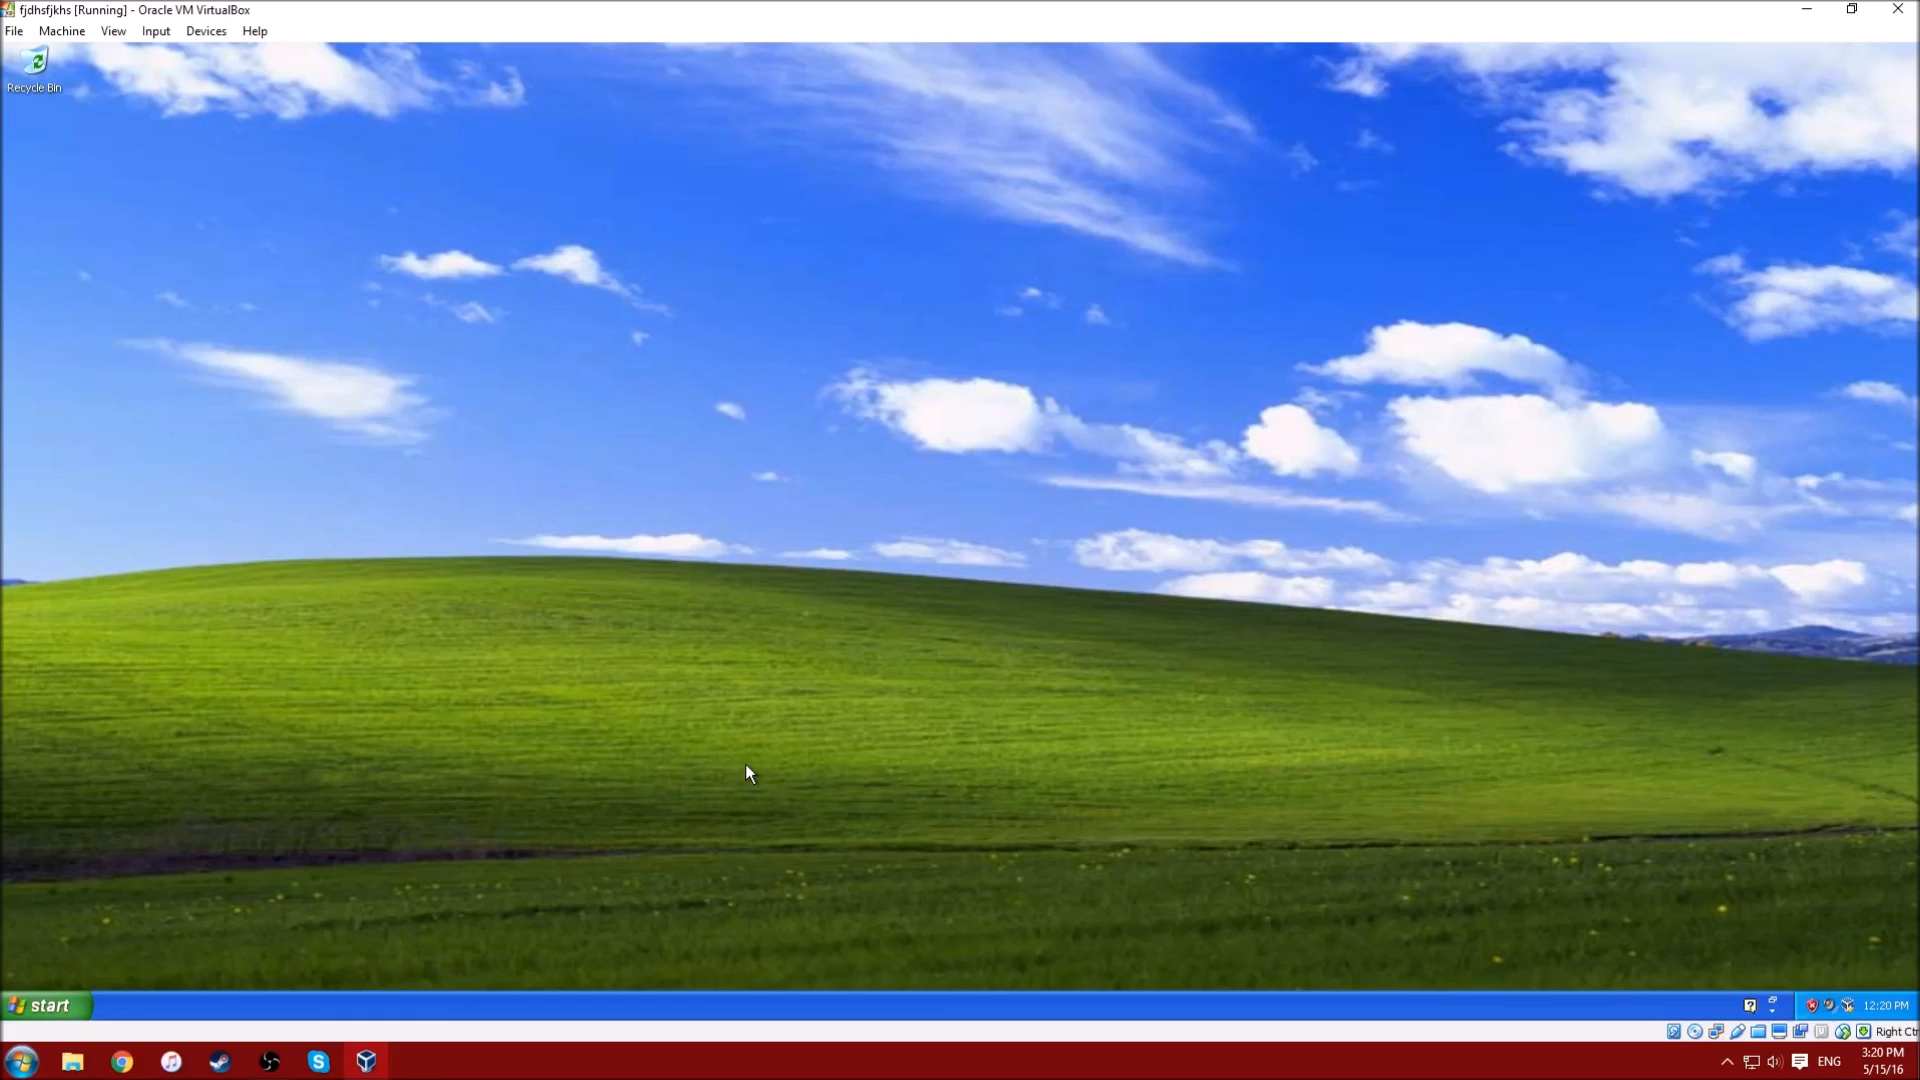 fjdhsfjkhs [Running] - Oracle VM VirtualBox
File Machine View Input Devices Help
Recycle Bin
start
12:20 PM
Right Ctr
ENG
3:20 PM
5/15/16